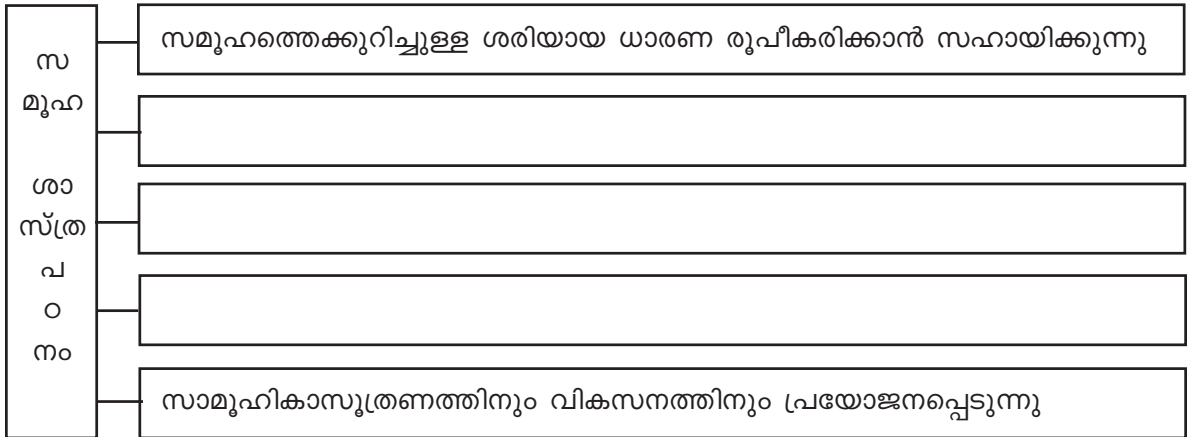 സ
മൂഹ
ശാ
സ്ത്ര
പ
ഠ
നം
സമൂഹത്തെക്കുറിച്ചുള്ള ശരിയായ ധാരണ രൂപീകരിക്കാൻ സഹായിക്കുന്നു
സാമൂഹികാസൂത്രണത്തിനും വികസനത്തിനും പ്രയോജനപ്പെടുന്നു